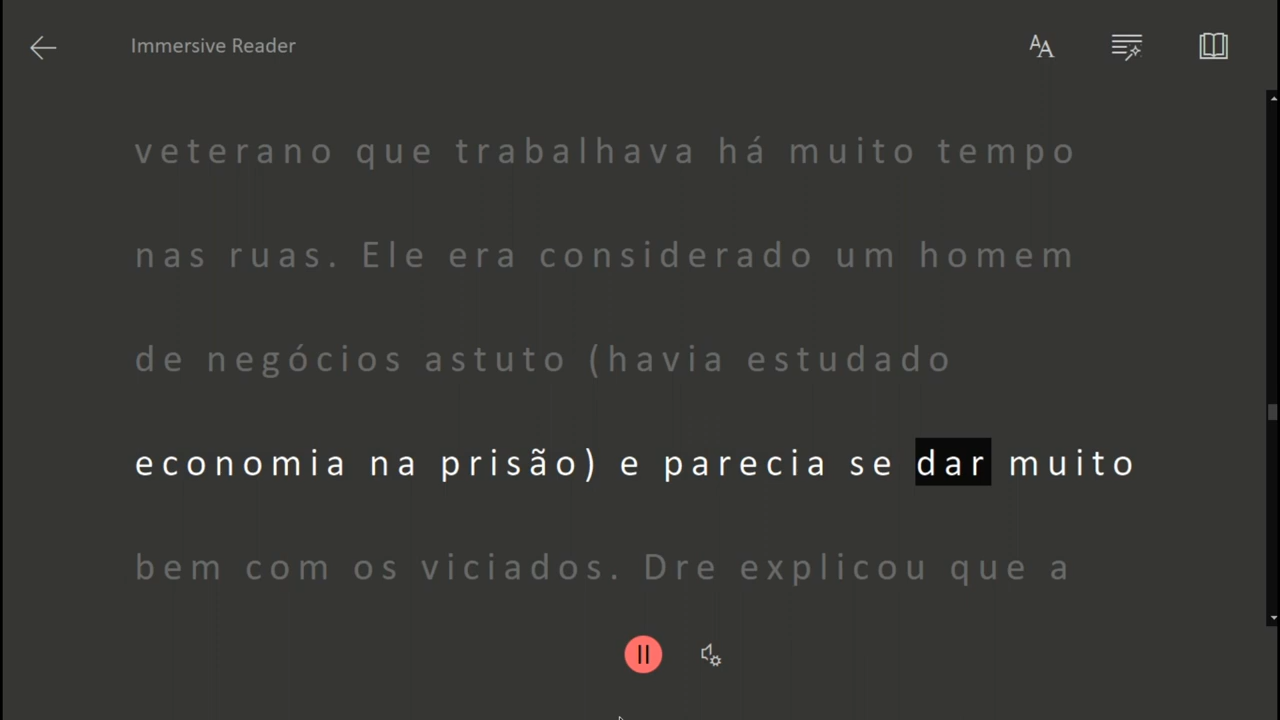 Immersive Reader
veterano que trabalhava há muito tempo
nas ruas. Ele era considerado um homem
de negócios astuto (havia estudado
economia na prisão) e parecia se dar muito
bem com os viciados. Dre explicou que a